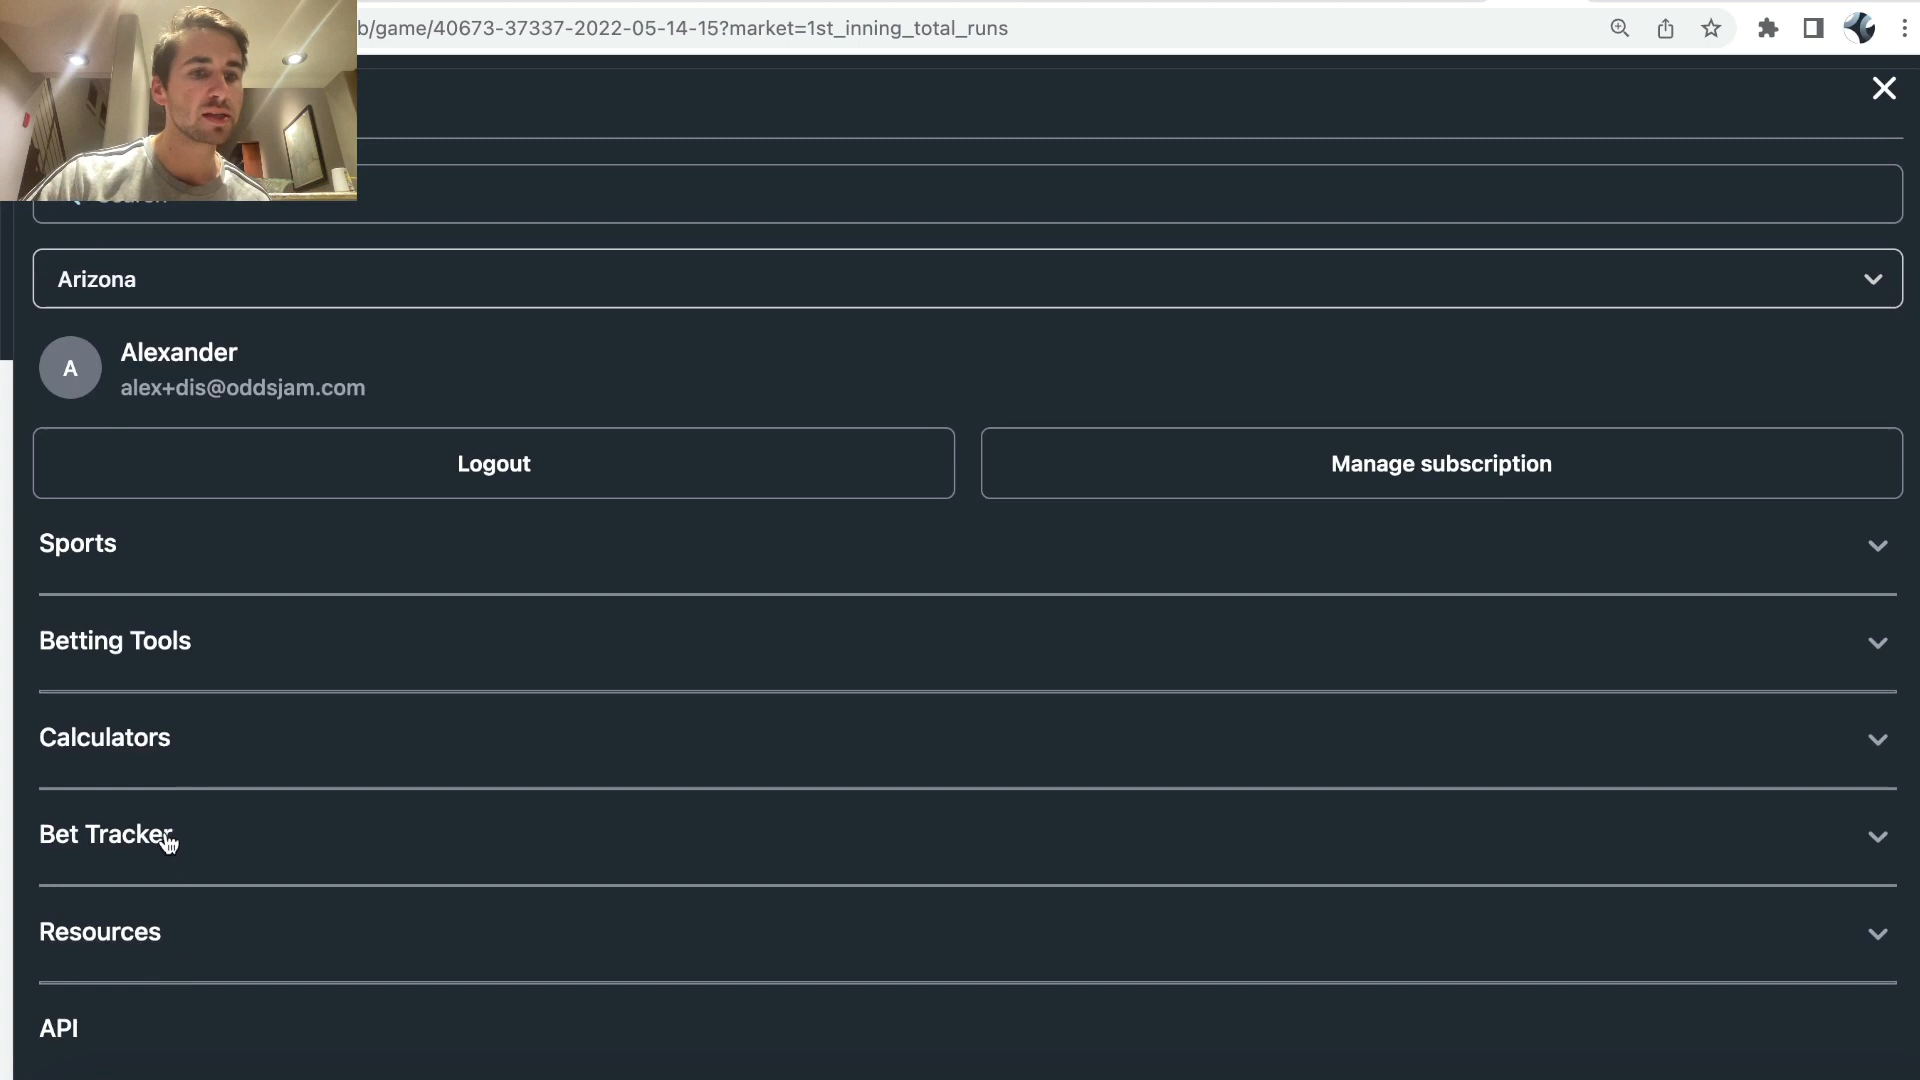 b/game/40673-37337-2022-05-14-15?market=1st_inning_total_runs
Arizona
A
Alexander
alex+dis@oddsjam.com
Logout
Manage subscription
Sports
Betting Tools
Calculators
Bet Tracker
Resources
API